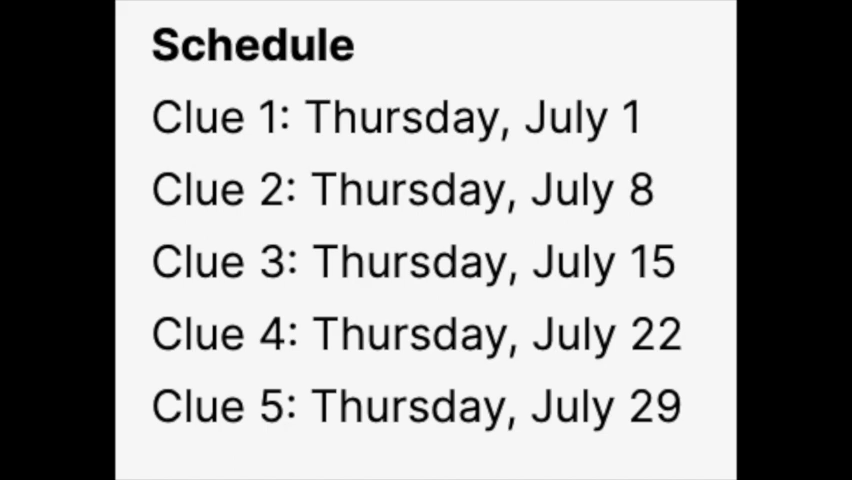 Schedule
Clue 1: Thursday, July 1
Clue 2: Thursday, July 8
Clue 3: Thursday, July 15
Clue 4: Thursday, July 22
Clue 5: Thursday, July 29